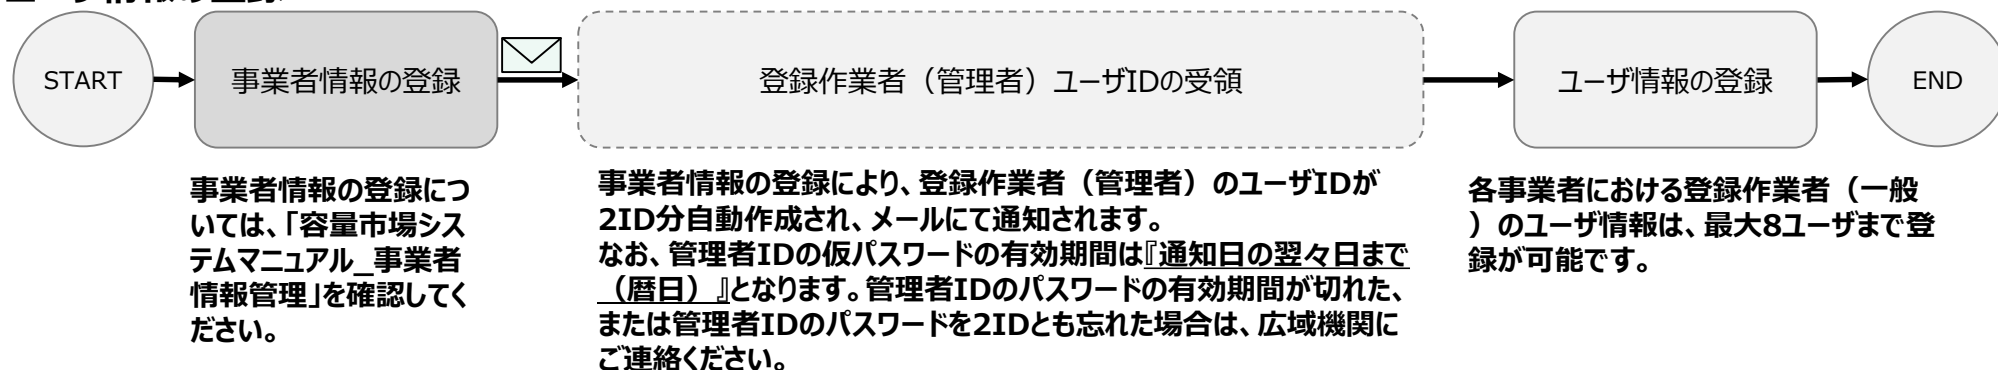 START
事業者情報の登録
登録作業者（管理者）ユーザIDの受領
ユーザ情報の登録
END
事業者情報の登録につ
いては、「容量市場シス
テムマニュアル_事業者
情報管理」を確認してく
ださい。
事業者情報の登録により、登録作業者（管理者）のユーザIDが
2ID分自動作成され、メールにて通知されます。
なお、管理者IDの仮パスワードの有効期間は『通知日の翌々日まで
（暦日）』となります。管理者IDのパスワードの有効期間が切れた、
または管理者IDのパスワードを2IDとも忘れた場合は、広域機関に
ご連絡ください。
各事業者における登録作業者（一般
）のユーザ情報は、最大8ユーザまで登
録が可能です。